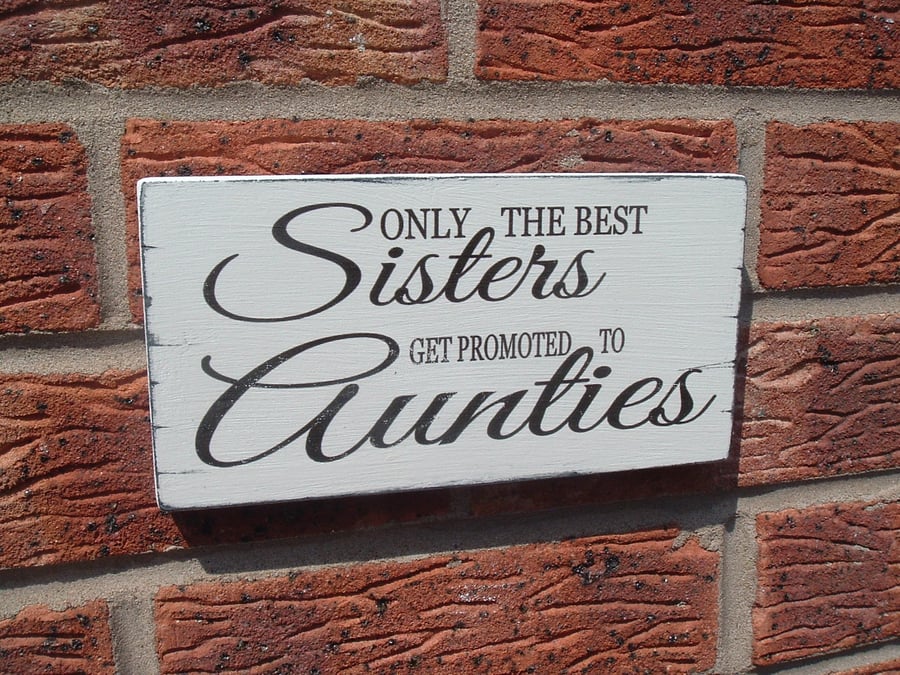 ONLY THE BEST
Sisters
GET PROMOTED TO
Aunties